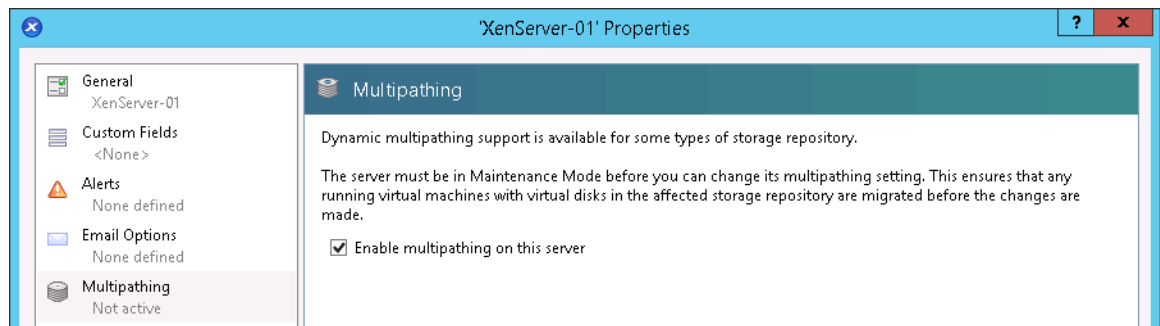 'XenServer-01' Properties
?
x
General
XenServer-01
Custom Fields
<None>
Alerts
None defined
Email Options
None defined
Multipathing
Not active
Multipathing
Dynamic multipathing support is available for some types of storage repository.
The server must be in Maintenance Mode before you can change its multipathing setting. This ensures that any
running virtual machines with virtual disks in the affected storage repository are migrated before the changes are
made.
Enable multipathing on this server